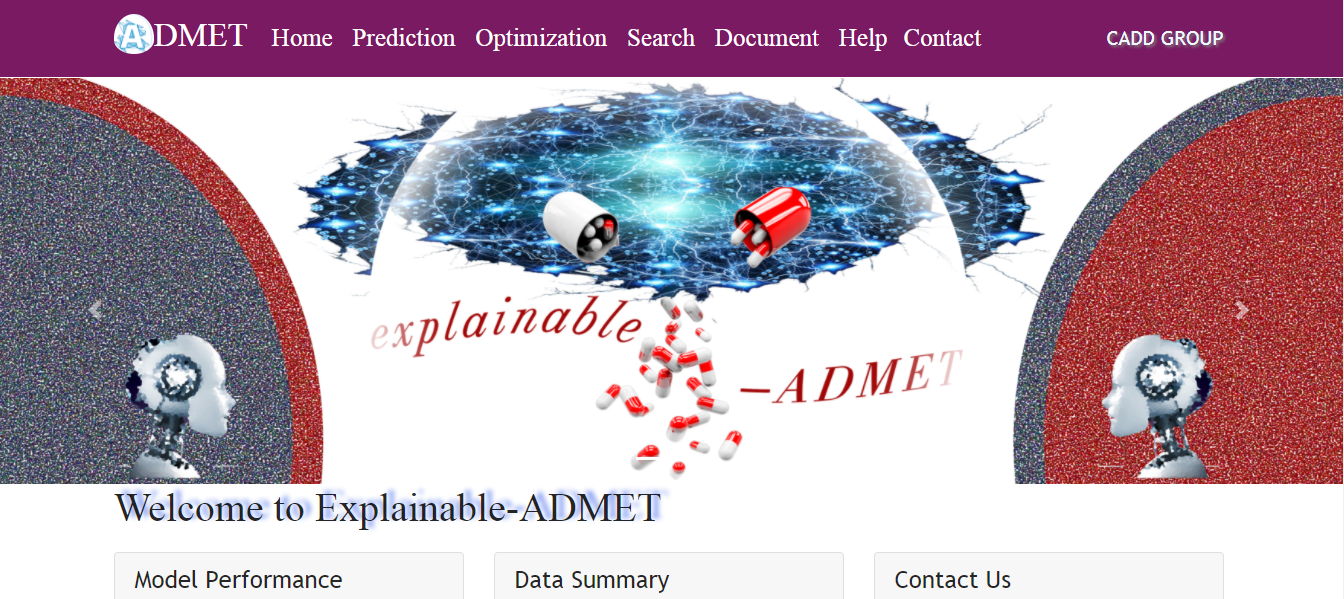 ADMET Home Prediction Optimization Search Document Help Contact CADD GROUP
explainable
–ADMET
Welcome to Explainable-ADMET
Model Performance Data Summary Contact Us